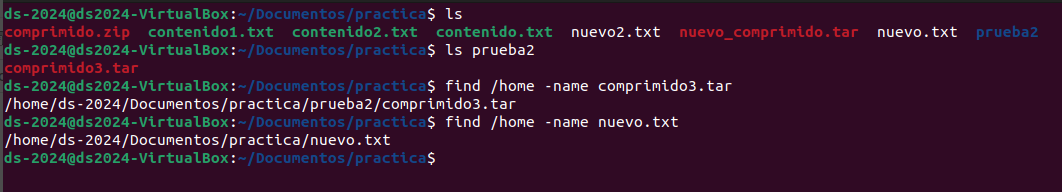 ds-2024@ds2024-VirtualBox:~/Documentos/practica$ ls
comprimido.zip contenido1.txt contenido2.txt contenido.txt nuevo2.txt nuevo_comprimido.tar nuevo.txt prueba2
ds-2024@ds2024-VirtualBox:~/Documentos/practica$ ls prueba2
comprimido3.tar
ds-2024@ds2024-VirtualBox:~/Documentos/practica$ find /home -name comprimido3.tar
/home/ds-2024/Documentos/practica/prueba2/comprimido3.tar
ds-2024@ds2024-VirtualBox:~/Documentos/practica$ find /home -name nuevo.txt
/home/ds-2024/Documentos/practica/nuevo.txt
ds-2024@ds2024-VirtualBox:~/Documentos/practica$